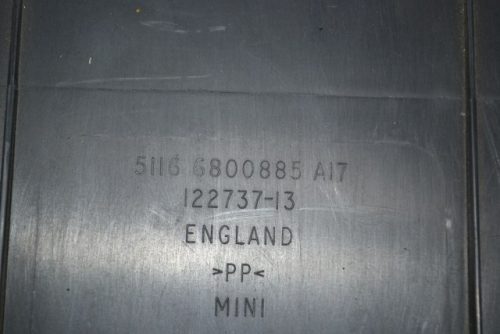 5116 6800885 A17
122737-13
ENGLAND
>PP<
MINI